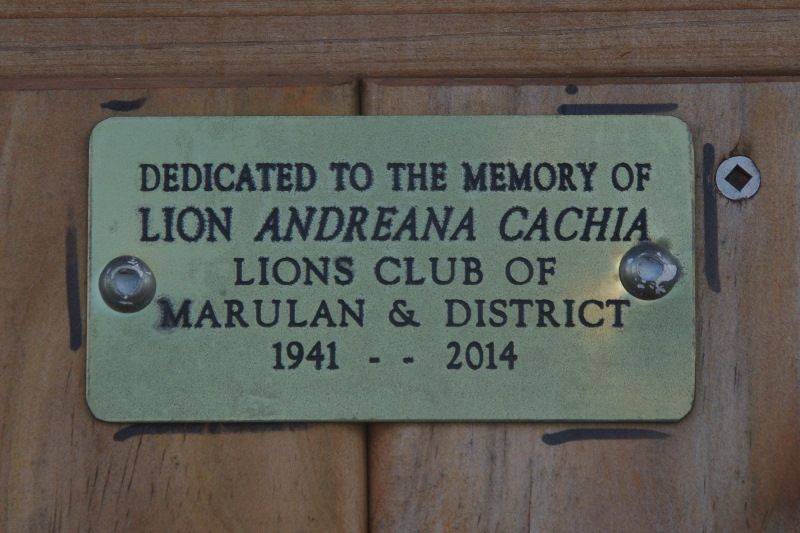 DEDICATED TO THE MEMORY OF
LION ANDREANA CACHIA
LIONS CLUB OF
MARULAN & DISTRICT
1941 - - 2014